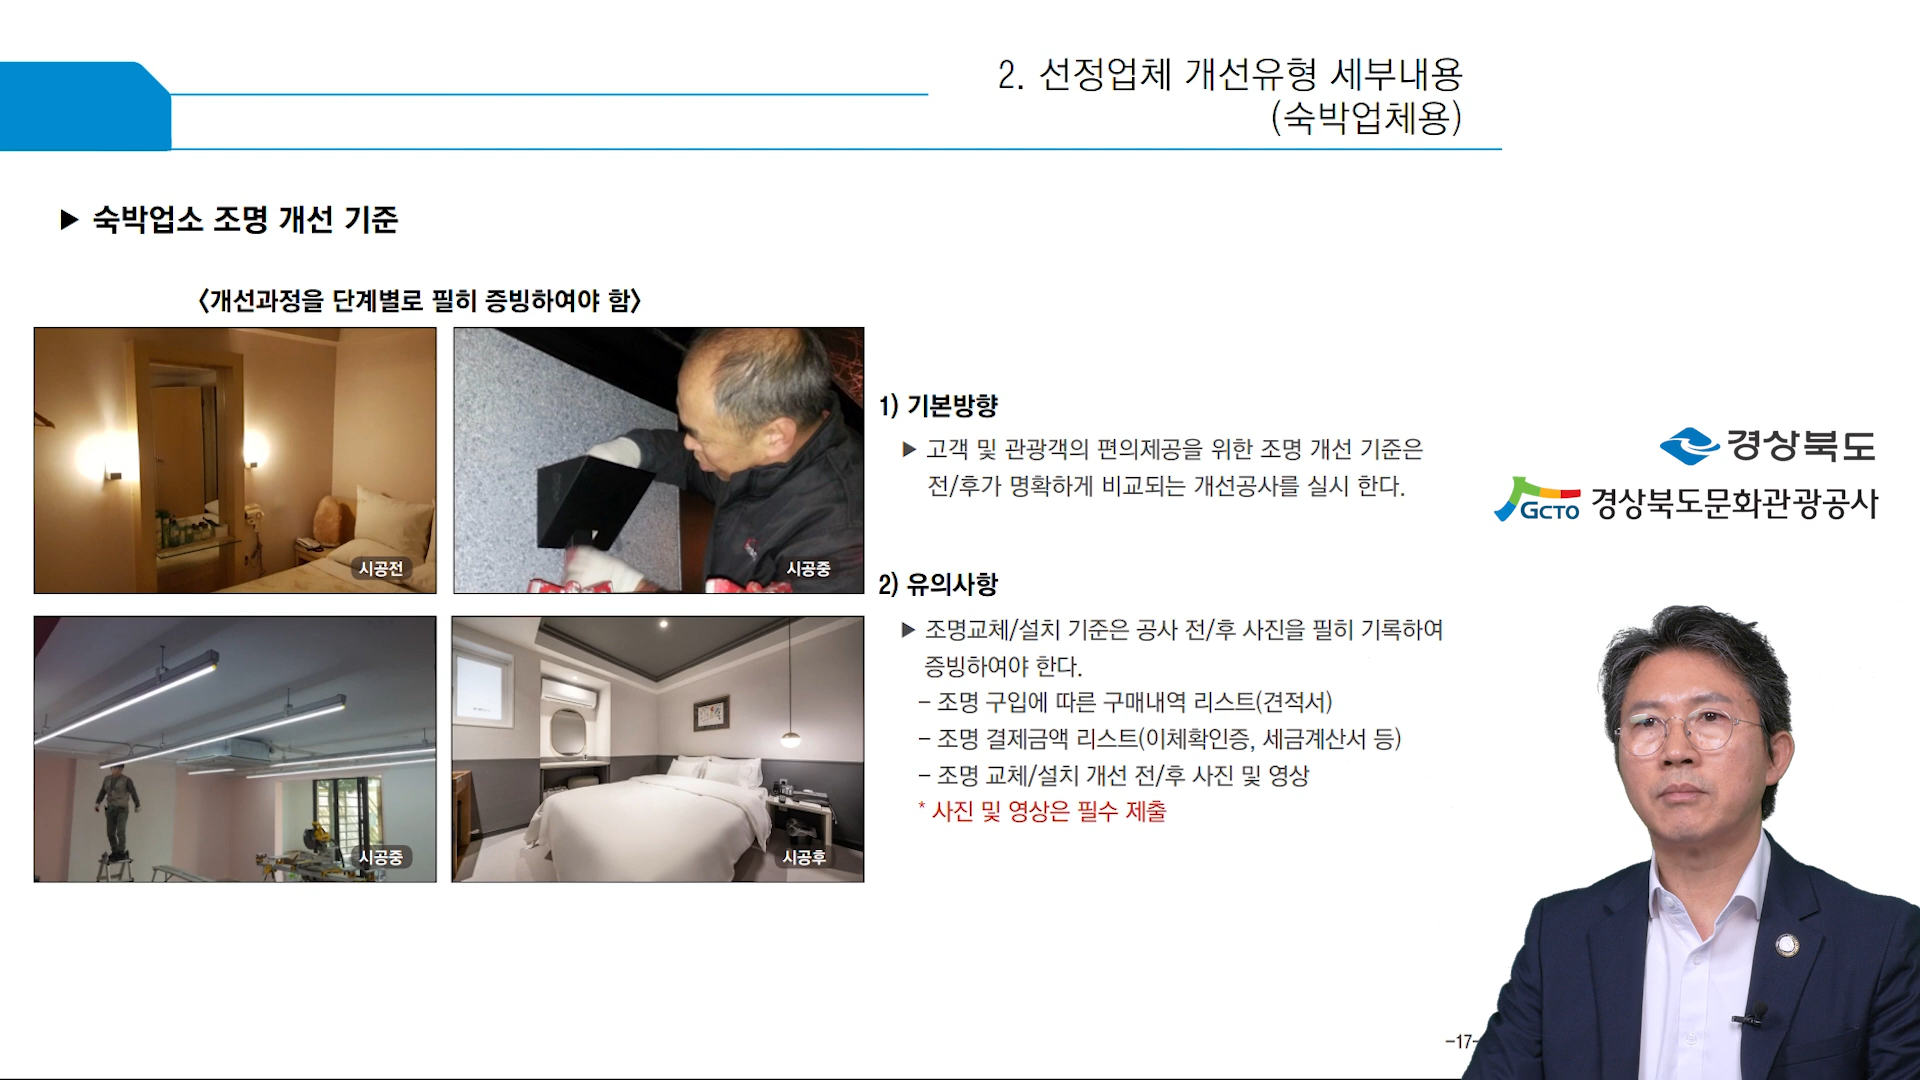 2. 선정업체 개선유형 세부내용
(숙박업체용)
▶ 숙박업소 조명 개선 기준
<개선과정을 단계별로 필히 증빙하여야 함>
시공전
시공중
시공중
시공후
1) 기본방향
▶ 고객 및 관광객의 편의제공을 위한 조명 개선 기준은
전/후가 명확하게 비교되는 개선공사를 실시 한다.
2) 유의사항
▶ 조명교체/설치 기준은 공사 전/후 사진을 필히 기록하여
증빙하여야 한다.
- 조명 구입에 따른 구매내역 리스트(견적서)
- 조명 결제금액 리스트(이체확인증, 세금계산서 등)
- 조명 교체/설치 개선 전/후 사진 및 영상
* 사진 및 영상은 필수 제출
경상북도
GCTO 경상북도문화관광공사
-17-